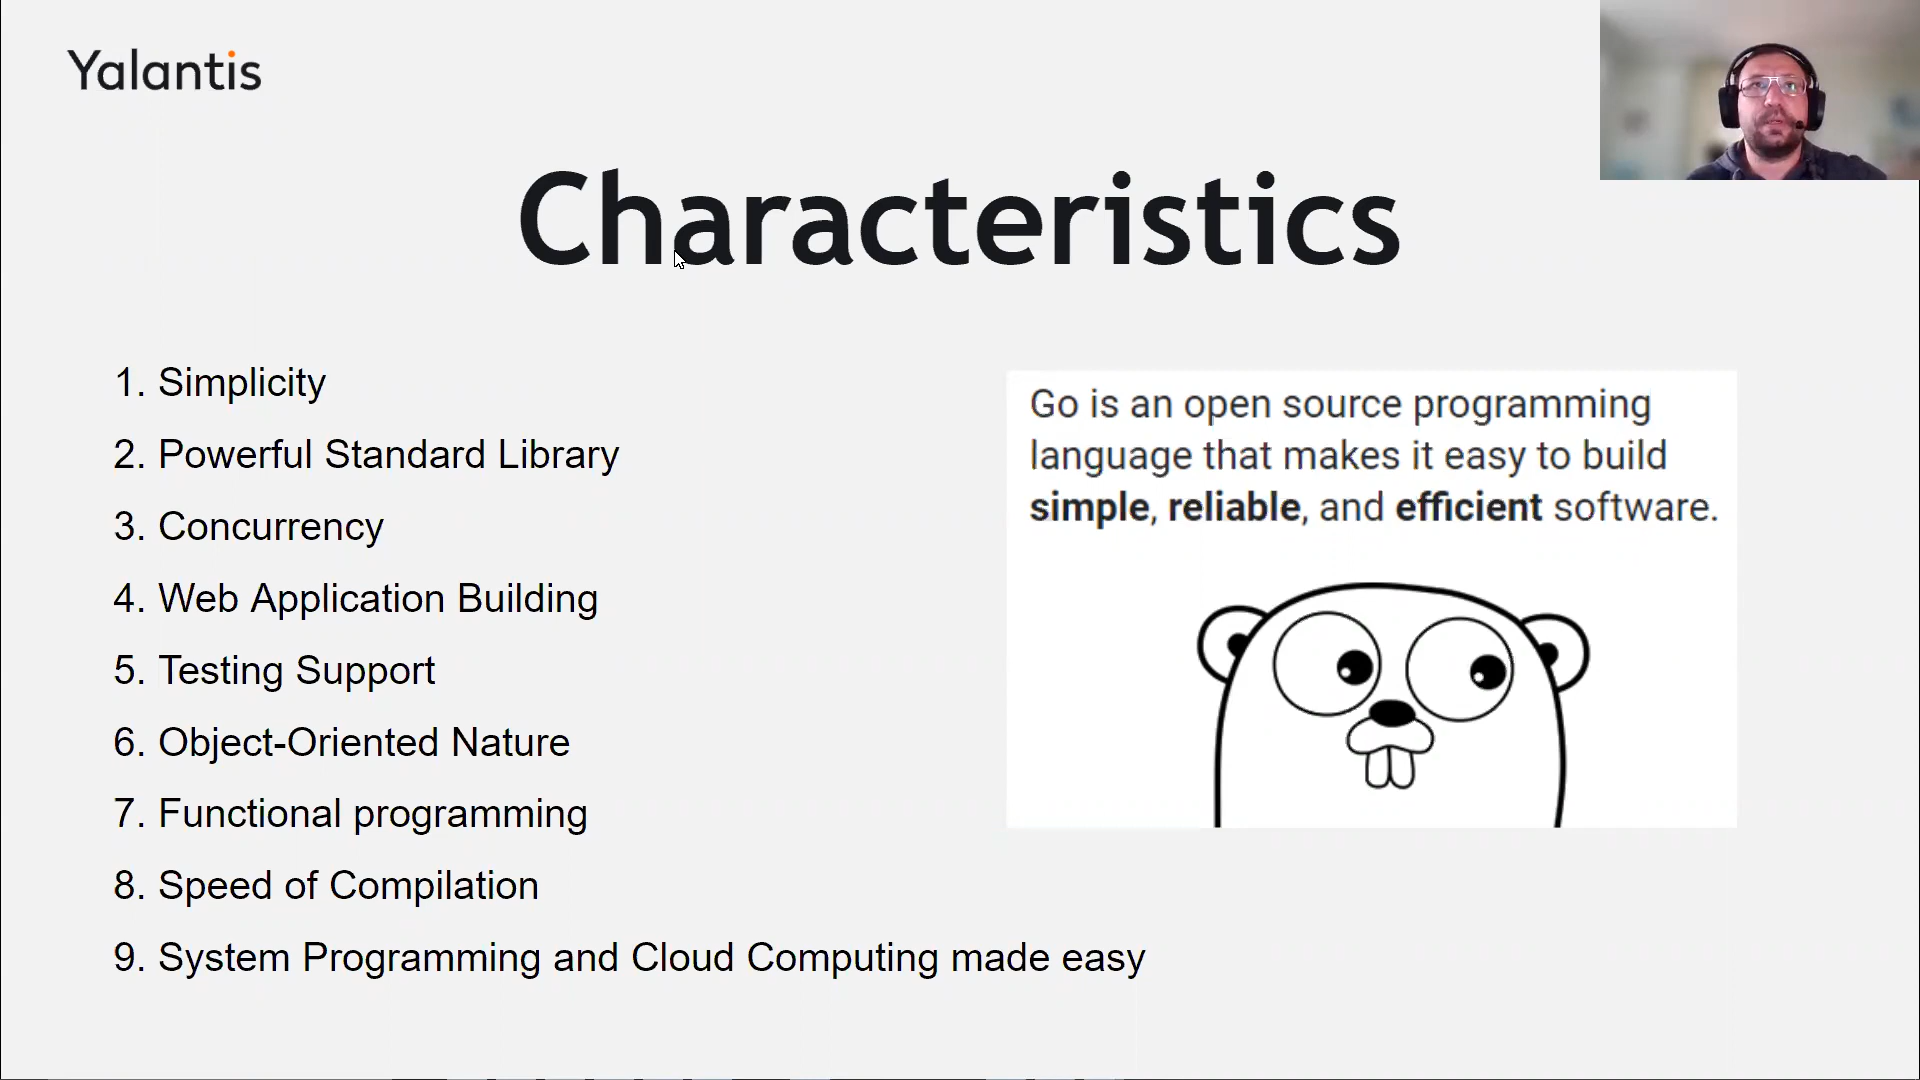 Yalantis
Characteristics
1. Simplicity
2. Powerful Standard Library
3. Concurrency
4. Web Application Building
5. Testing Support
6. Object-Oriented Nature
7. Functional programming
8. Speed of Compilation
9. System Programming and Cloud Computing made easy
Go is an open source programming
language that makes it easy to build
simple, reliable, and efficient software.